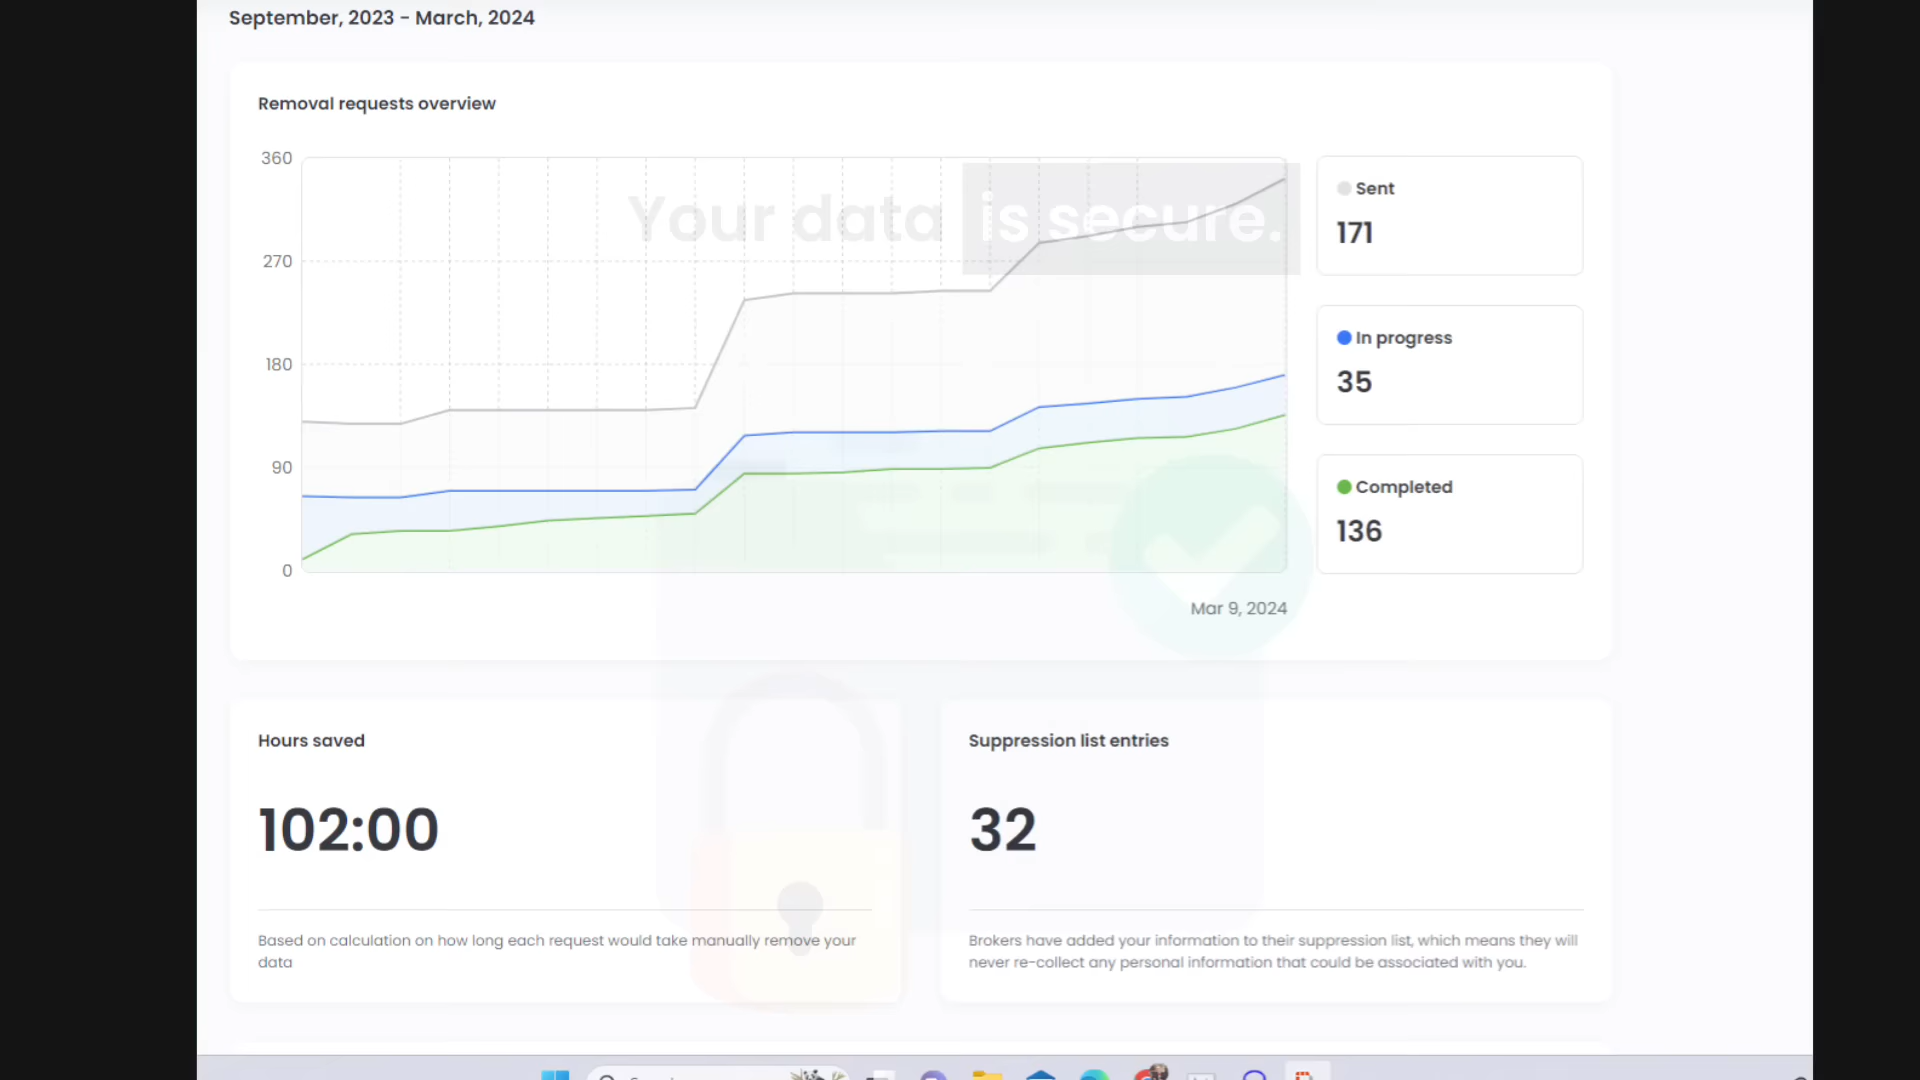 September, 2023 - March, 2024
Removal requests overview
360
270
180
90
0
Your data is secure.
Mar 9, 2024
Sent
171
In progress
35
Completed
136
Hours saved
102:00
Based on calculation on how long each request would take manually remove your
data
Suppression list entries
32
Brokers have added your information to their suppression list, which means they will
never re-collect any personal information that could be associated with you.